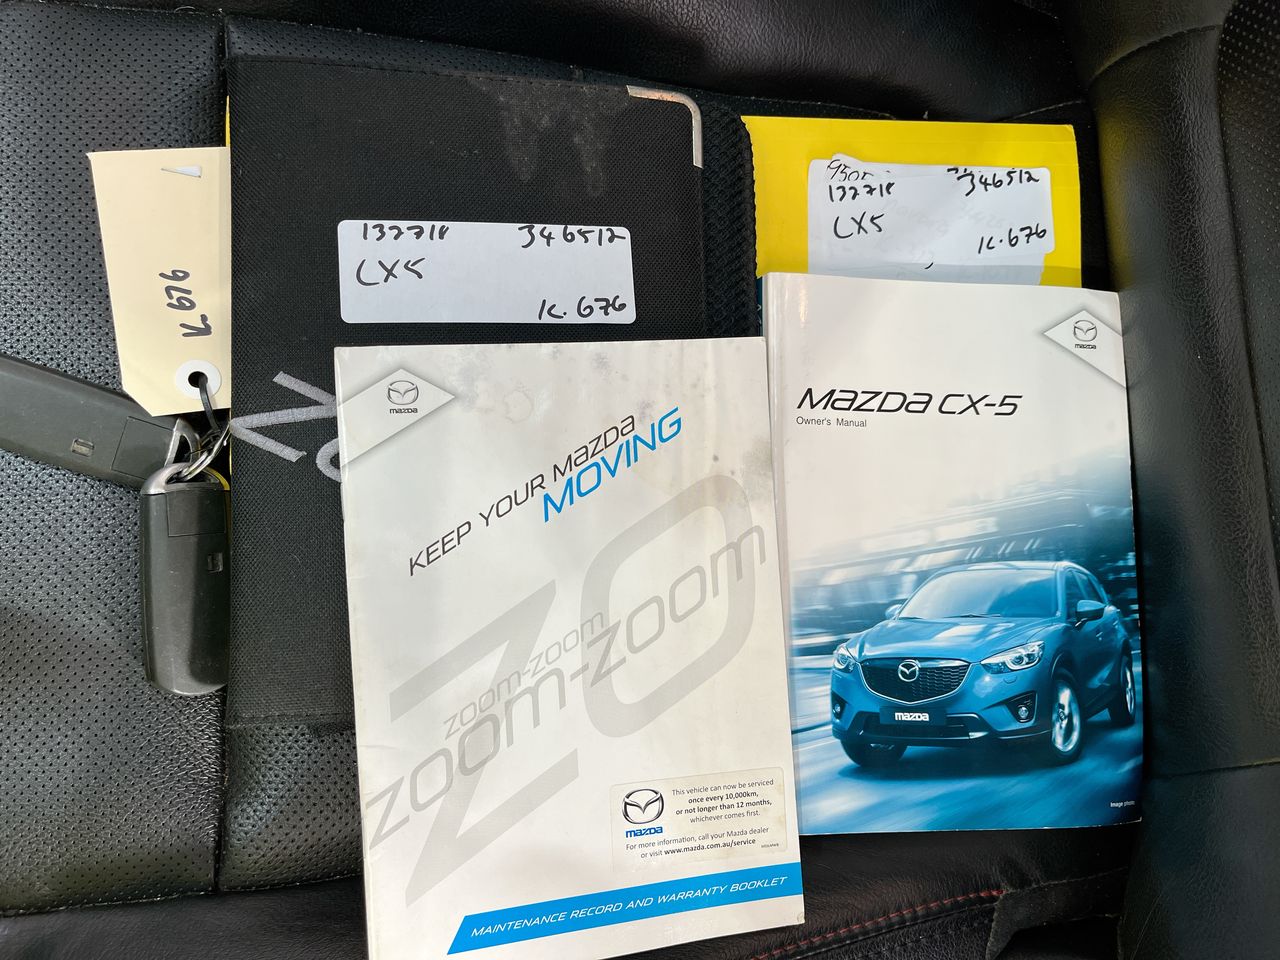 K676
132718 346512
CX5
K.676
132718 346512
CX5
K.676
mazda
KEEP YOUR mazda
MOVING
zoom-zoom
zoom-zoom
ZO
This vehicle can now be serviced
once every 10,000km,
or not longer than 12 months,
whichever comes first.
mazda
For more information, call your Mazda dealer
or visit www.mazda.com.au/service
MAINTENANCE RECORD AND WARRANTY BOOKLET
mazda
mazda CX-5
Owner's Manual
mazda
Image photo